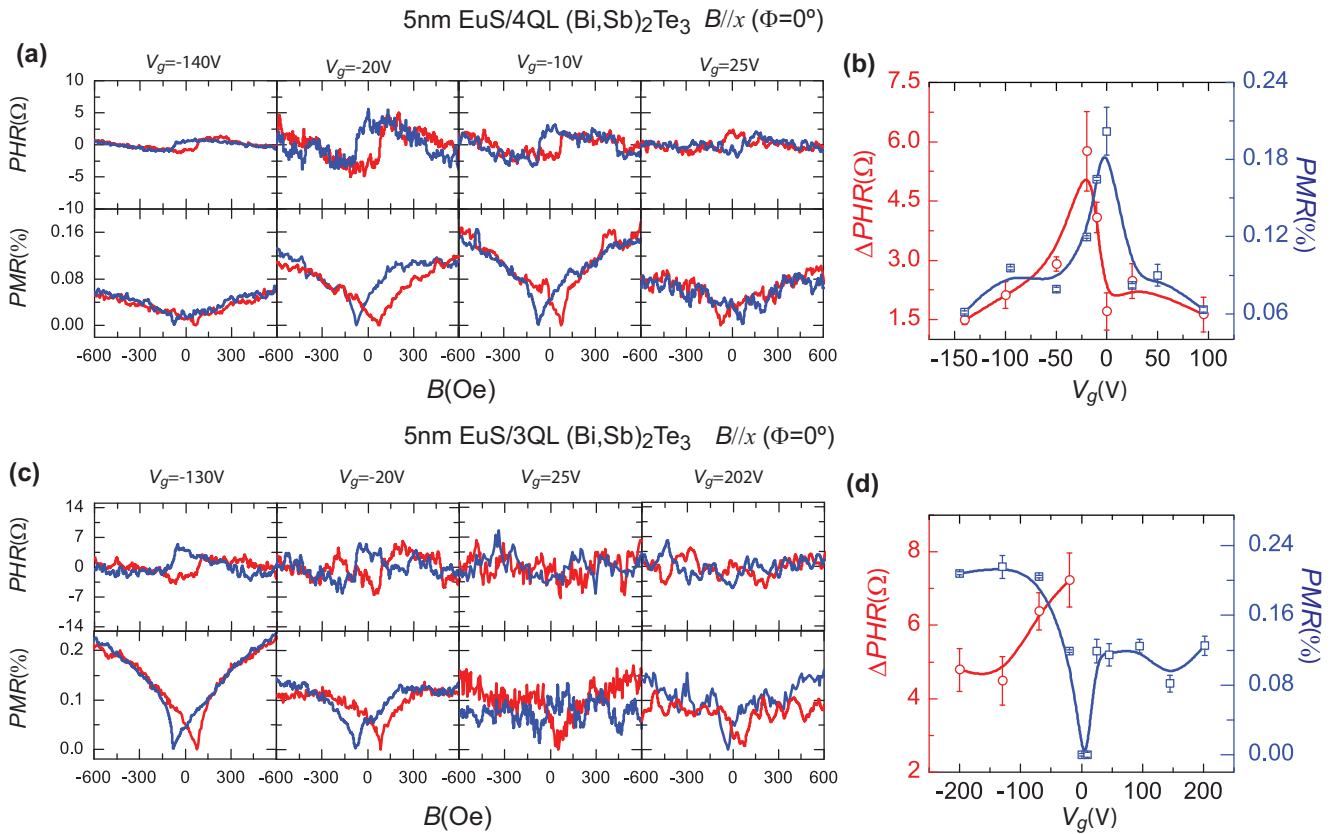 5nm EuS/4QL (Bi,Sb)2Te3 B//x (Φ=0º)
(a)
Vg=-140V Vg=-20V Vg=-10V Vg=25V
PHR(Ω)
10
5
0
-5
-10
PMR(%)
0.16
0.08
0.00
-600 -300 0 300 -600 -300 0 300 -600 -300 0 300 -600 -300 0 300 600
B(Oe)
(b)
7.5
6.0
4.5
3.0
1.5
ΔPHR(Ω)
0.24
0.18
0.12
0.06
PMR(%)
-150 -100 -50 0 50 100
Vg(V)
5nm EuS/3QL (Bi,Sb)2Te3 B//x (Φ=0º)
(c)
Vg=-130V Vg=-20V Vg=25V Vg=202V
PHR(Ω)
14
7
0
-7
-14
PMR(%)
0.2
0.1
0.0
-600 -300 0 300 -600 -300 0 300 -600 -300 0 300 -600 -300 0 300 600
B(Oe)
(d)
8
6
4
2
ΔPHR(Ω)
0.24
0.16
0.08
0.00
PMR(%)
-200 -100 0 100 200
Vg(V)